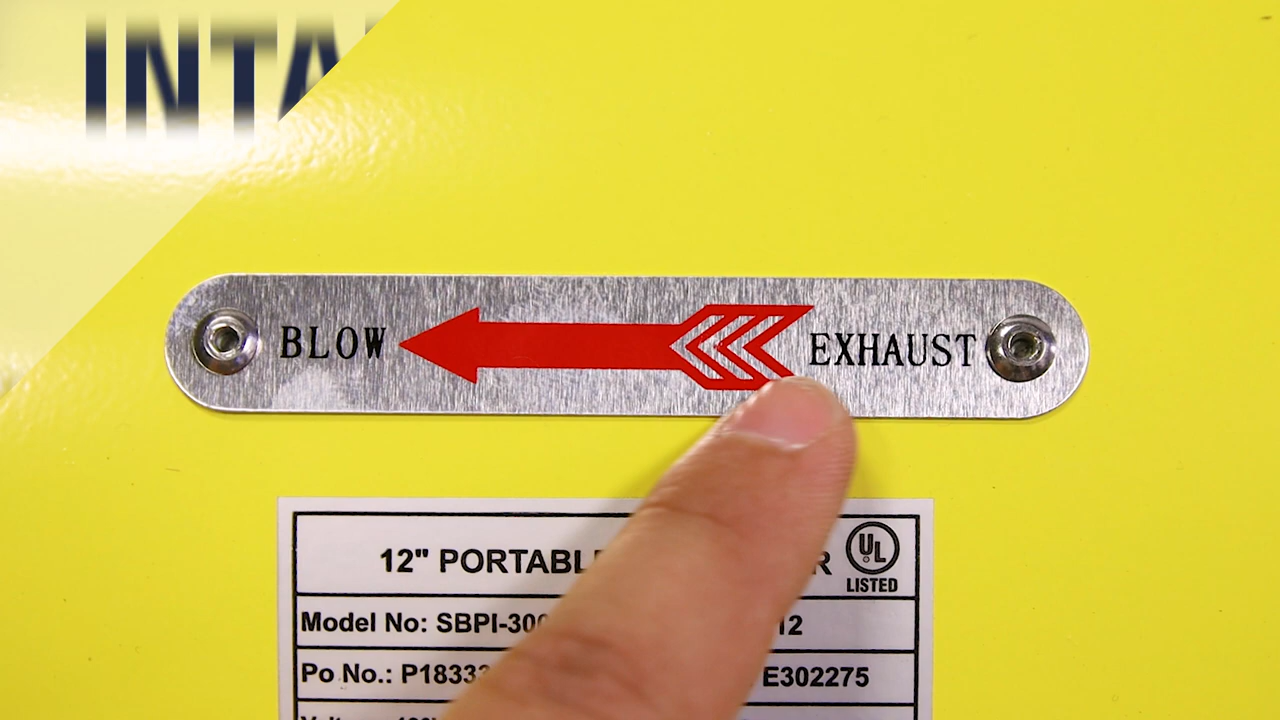 INTA
BLOW EXHAUST
12" PORTABL
UL
LISTED
Model No: SBPI-300 12
Po No.: P1833 E302275